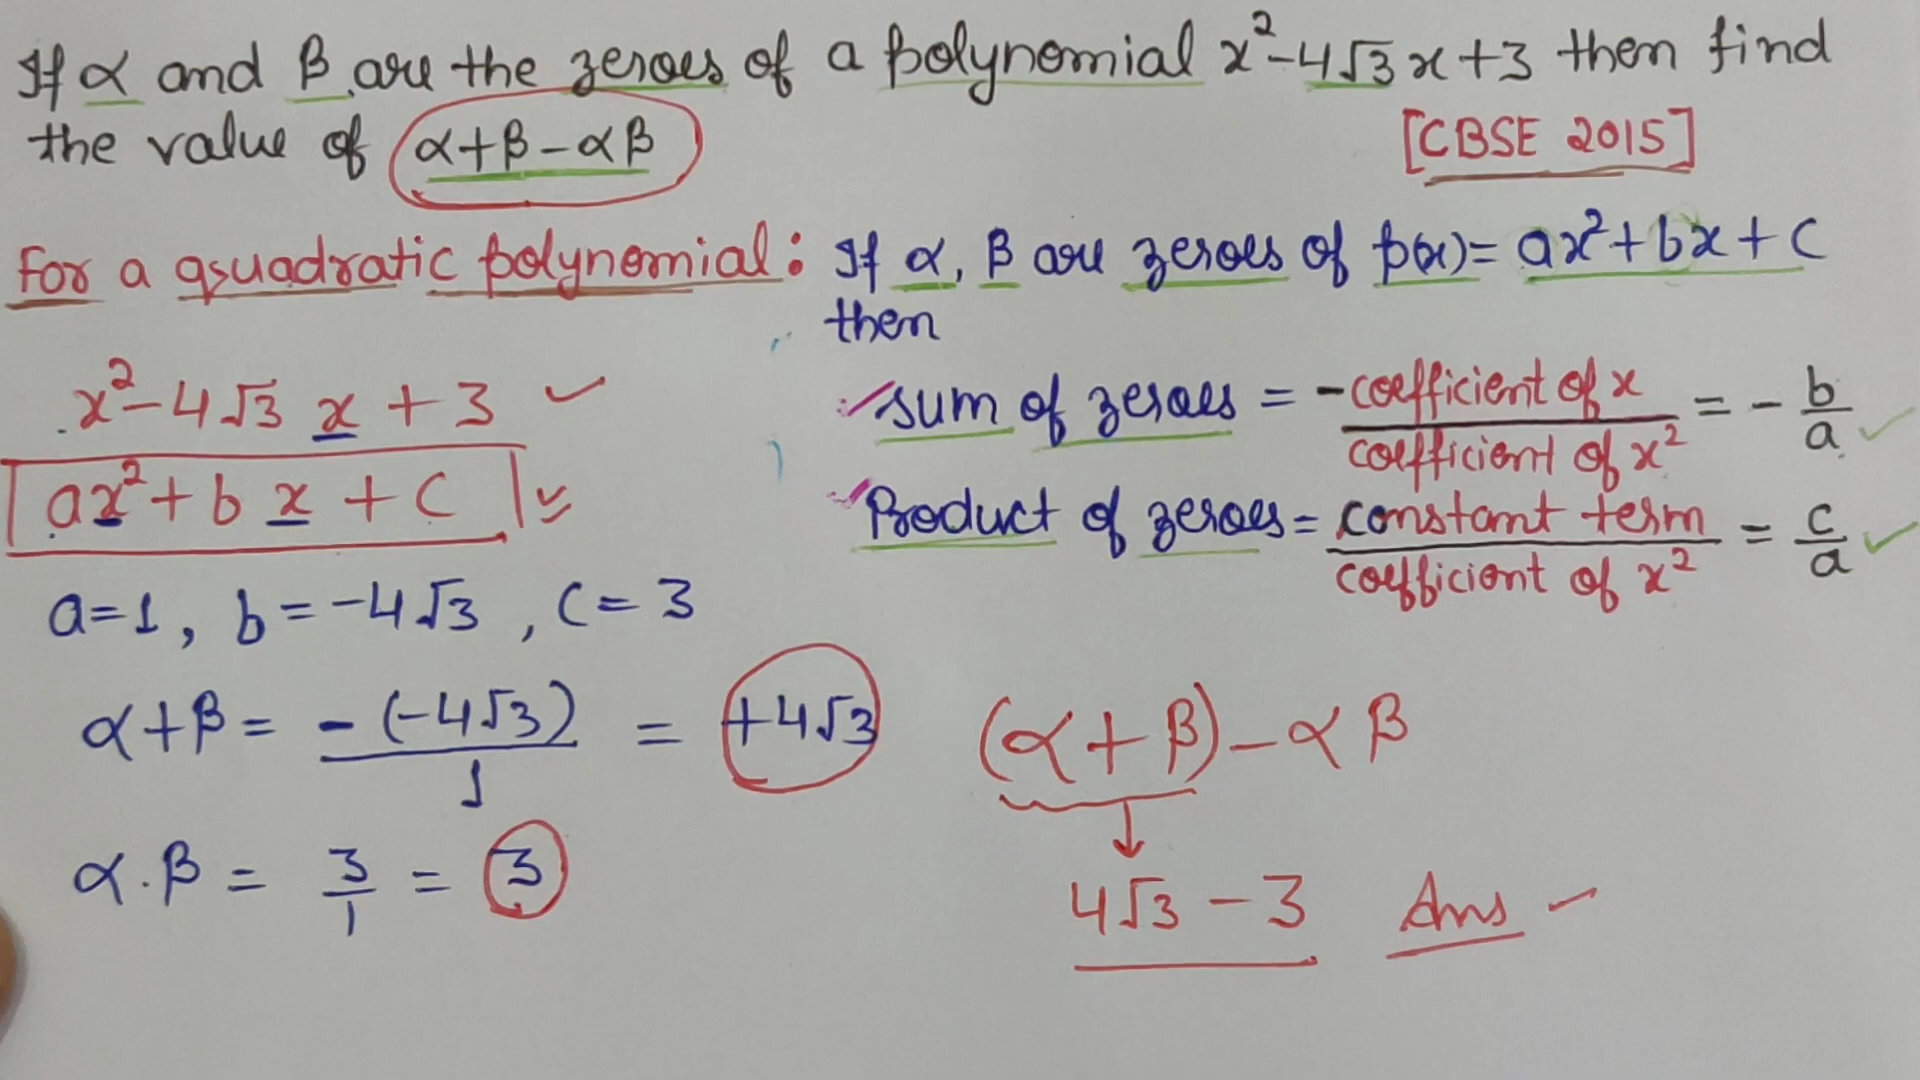 If α and β are the zeroes of a polynomial x²-4√3x+3 then find
the value of α+β-αβ
[CBSE 2015]
For a quadratic polynomial: If α, β are zeroes of p(x)= ax²+bx+c
then
x²-4√3 x + 3
ax²+ b x + c
sum of zeroes = -coefficient of x / coefficient of x² = - b/a
Product of zeroes = constant term / coefficient of x² = c/a
a=1, b=-4√3, c=3
α+β = -(-4√3)/1 = +4√3
α.β = 3/1 = 3
(α+β)-αβ
↓
4√3-3 Ans